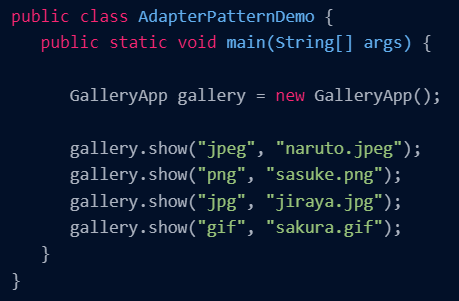 public class AdapterPatternDemo {
public static void main(String[] args) {
GalleryApp gallery = new GalleryApp();
gallery.show("jpeg", "naruto.jpeg");
gallery.show("png", "sasuke.png");
gallery.show("jpg", "jiraya.jpg");
gallery.show("gif", "sakura.gif");
}
}